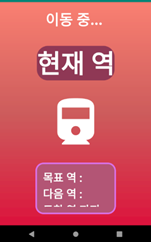 이동 중...
현재 역
목표 역 :
다음 역 :